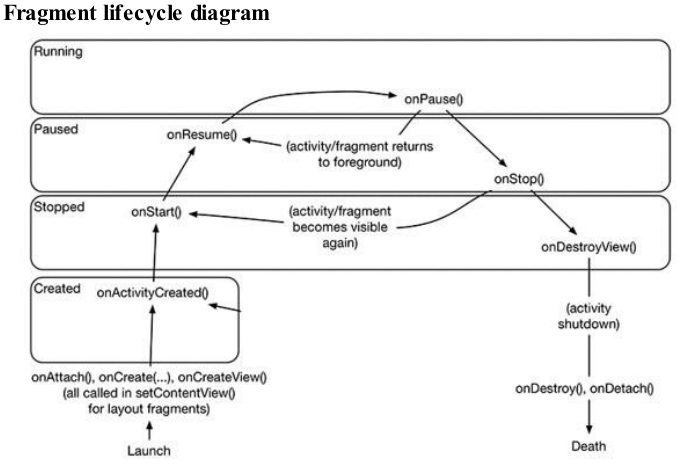 Fragment lifecycle diagram
Running
onPause()
Paused
onResume()
(activity/fragment returns
to foreground)
onStop()
Stopped
onStart()
(activity/fragment
becomes visible
again)
onDestroyView()
Created
onActivityCreated()
(activity
shutdown)
onAttach(), onCreate(...), onCreateView()
(all called in setContentView()
for layout fragments)
onDestroy(), onDetach()
Launch
Death